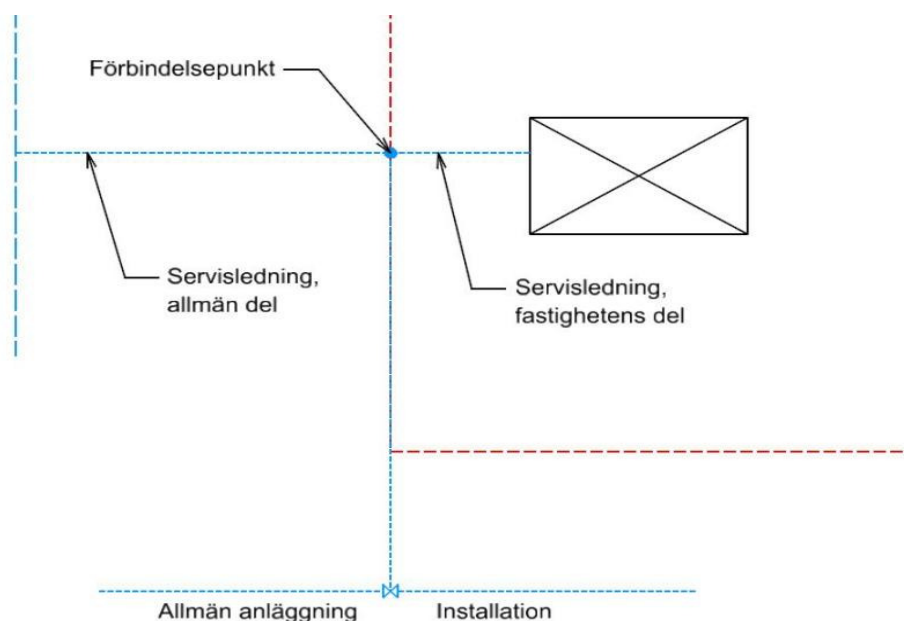 Förbindelsepunkt
Servisledning,
allmän del
Servisledning,
fastighetens del
Allmän anläggning
Installation